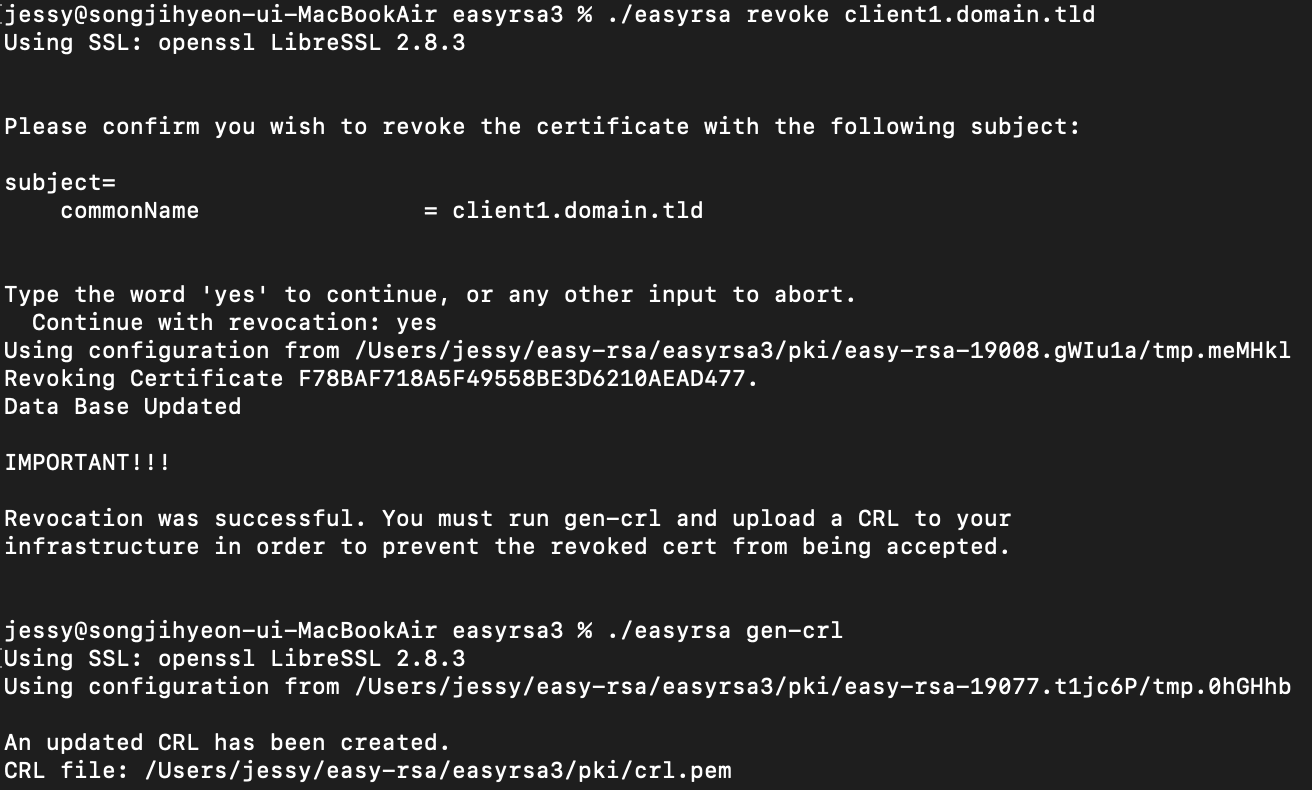 jessy@songjihyeon-ui-MacBookAir easyrsa3 % ./easyrsa revoke client1.domain.tld
Using SSL: openssl LibreSSL 2.8.3
Please confirm you wish to revoke the certificate with the following subject:
subject=
    commonName                = client1.domain.tld
Type the word 'yes' to continue, or any other input to abort.
  Continue with revocation: yes
Using configuration from /Users/jessy/easy-rsa/easyrsa3/pki/easy-rsa-19008.gWIu1a/tmp.meMHkl
Revoking Certificate F78BAF718A5F49558BE3D6210AEAD477.
Data Base Updated
IMPORTANT!!!
Revocation was successful. You must run gen-crl and upload a CRL to your
infrastructure in order to prevent the revoked cert from being accepted.
jessy@songjihyeon-ui-MacBookAir easyrsa3 % ./easyrsa gen-crl
Using SSL: openssl LibreSSL 2.8.3
Using configuration from /Users/jessy/easy-rsa/easyrsa3/pki/easy-rsa-19077.t1jc6P/tmp.0hGHhb
An updated CRL has been created.
CRL file: /Users/jessy/easy-rsa/easyrsa3/pki/crl.pem